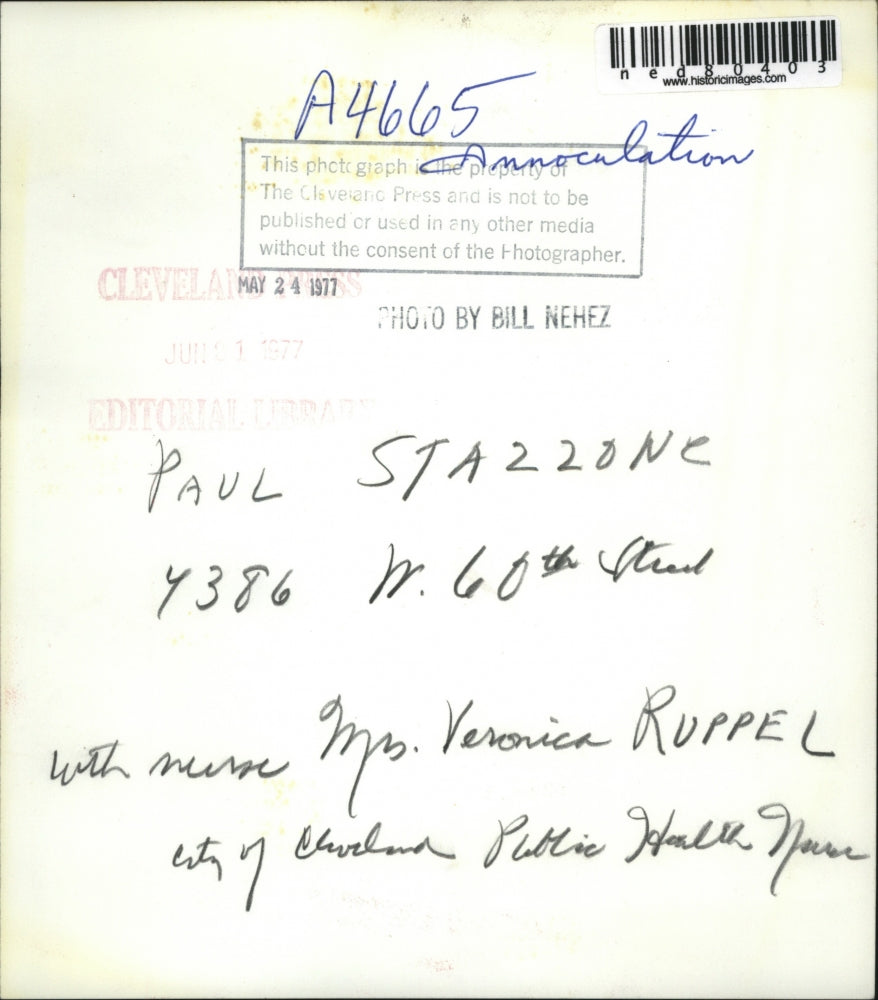 ned80403
www.historicimages.com
A4665
Annoculation
This photograph is the property of
The Cleveland Press and is not to be
published or used in any other media
without the consent of the Photographer.
CLEVELAND PRESS
MAY 24 1977
PHOTO BY BILL NEHEZ
JUN 1 1977
EDITORIAL LIBRARY
PAUL STAZZONE
4386 W. 60th Street
with nurse Mrs. Veronica RUPPEL
city of Cleveland Public Health Nurse